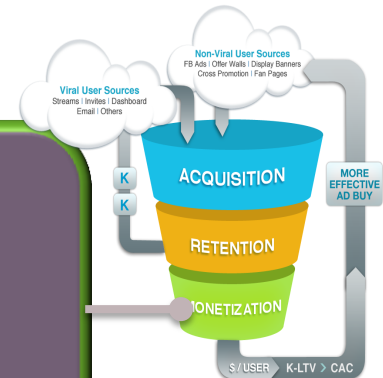 Non-Viral User Sources
FB Ads | Offer Walls | Display Banners
Cross Promotion | Fan Pages
Viral User Sources
Streams | Invites | Dashboard
Email | Others
ACQUISITION
K
K
MORE
EFFECTIVE
AD BUY
RETENTION
ONETIZATION
$ / USER > K-LTV > CAC